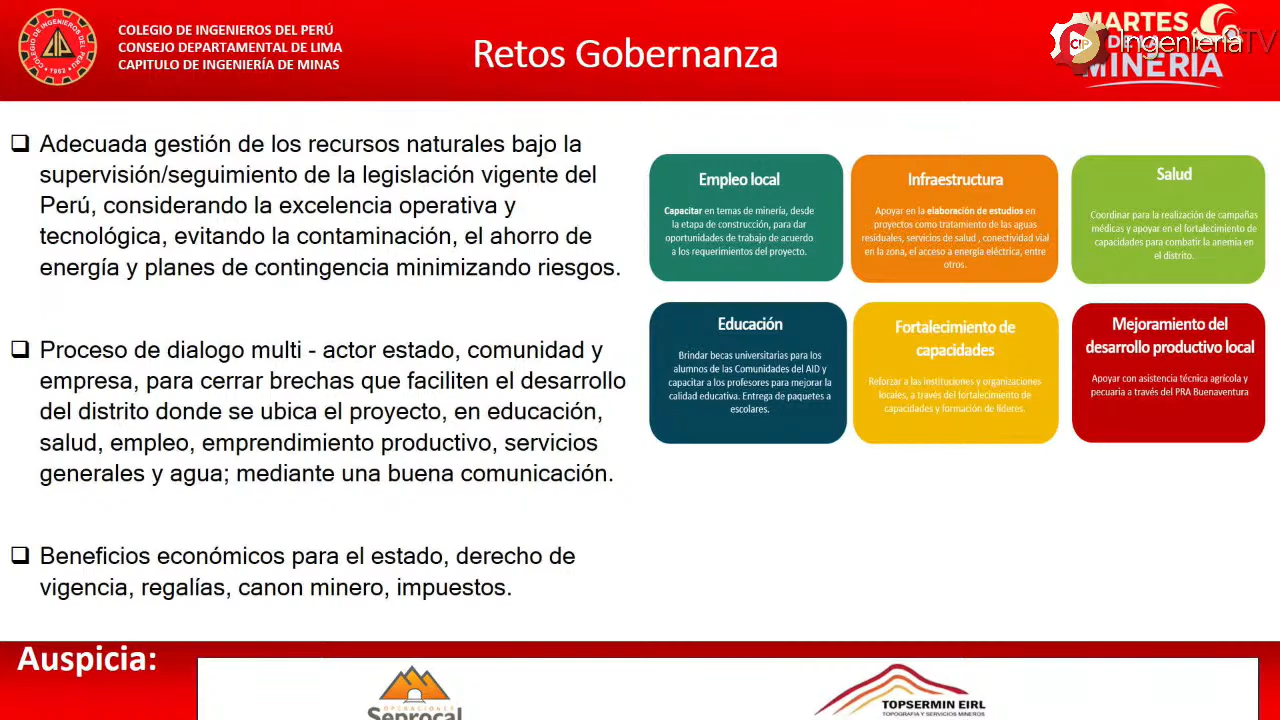 COLEGIO DE INGENIEROS DEL PERÚ
CONSEJO DEPARTAMENTAL DE LIMA
CAPITULO DE INGENIERÍA DE MINAS
Retos Gobernanza
MARTES
DE LA
MINERÍA
CIP
IngenieríaTV
COLEGIO DE INGENIEROS DEL PERÚ
1962
Adecuada gestión de los recursos naturales bajo la
supervisión/seguimiento de la legislación vigente del
Perú, considerando la excelencia operativa y
tecnológica, evitando la contaminación, el ahorro de
energía y planes de contingencia minimizando riesgos.
Proceso de dialogo multi - actor estado, comunidad y
empresa, para cerrar brechas que faciliten el desarrollo
del distrito donde se ubica el proyecto, en educación,
salud, empleo, emprendimiento productivo, servicios
generales y agua; mediante una buena comunicación.
Beneficios económicos para el estado, derecho de
vigencia, regalías, canon minero, impuestos.
Empleo local
Capacitar en temas de minería, desde
la etapa de construcción, para dar
oportunidades de trabajo de acuerdo
a los requerimientos del proyecto.
Infraestructura
Apoyar en la elaboración de estudios en
proyectos como tratamiento de las aguas
residuales, servicios de salud , conectividad vial
en la zona, el acceso a energía eléctrica, entre
otros.
Salud
Coordinar para la realización de campañas
médicas y apoyar en el fortalecimiento de
capacidades para combatir la anemia en
el distrito.
Educación
Brindar becas universitarias para los
alumnos de las Comunidades del AID y
capacitar a los profesores para mejorar la
calidad educativa. Entrega de paquetes a
escolares.
Fortalecimiento de
capacidades
Reforzar a las instituciones y organizaciones
locales, a través del fortalecimiento de
capacidades y formación de líderes.
Mejoramiento del
desarrollo productivo local
Apoyar con asistencia técnica agrícola y
pecuaria a través del PRA Buenaventura
Auspicia:
OPERACIONES
Seprocal
TOPSERMIN EIRL
TOPOGRAFIA Y SERVICIOS MINEROS